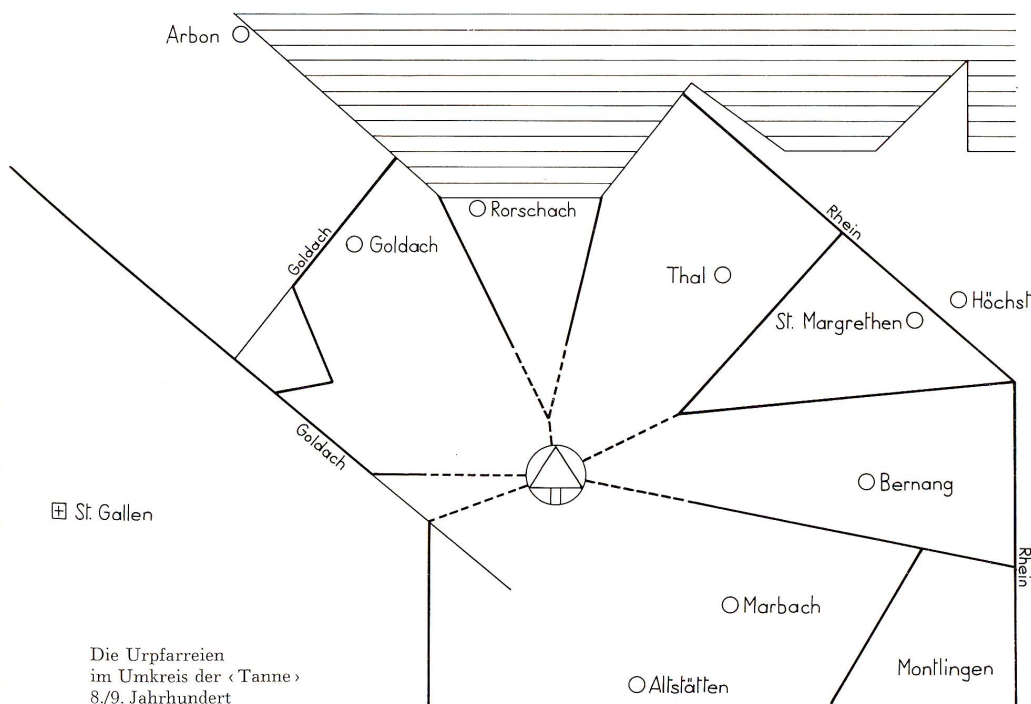 Arbon
Rorschach
Goldach
Goldach
Rhein
Thal
Höchst
St. Margrethen
Goldach
St. Gallen
Bernang
Rhein
Marbach
Montlingen
Altstätten
Die Urpfarreien
im Umkreis der ‹Tanne›
8./9. Jahrhundert